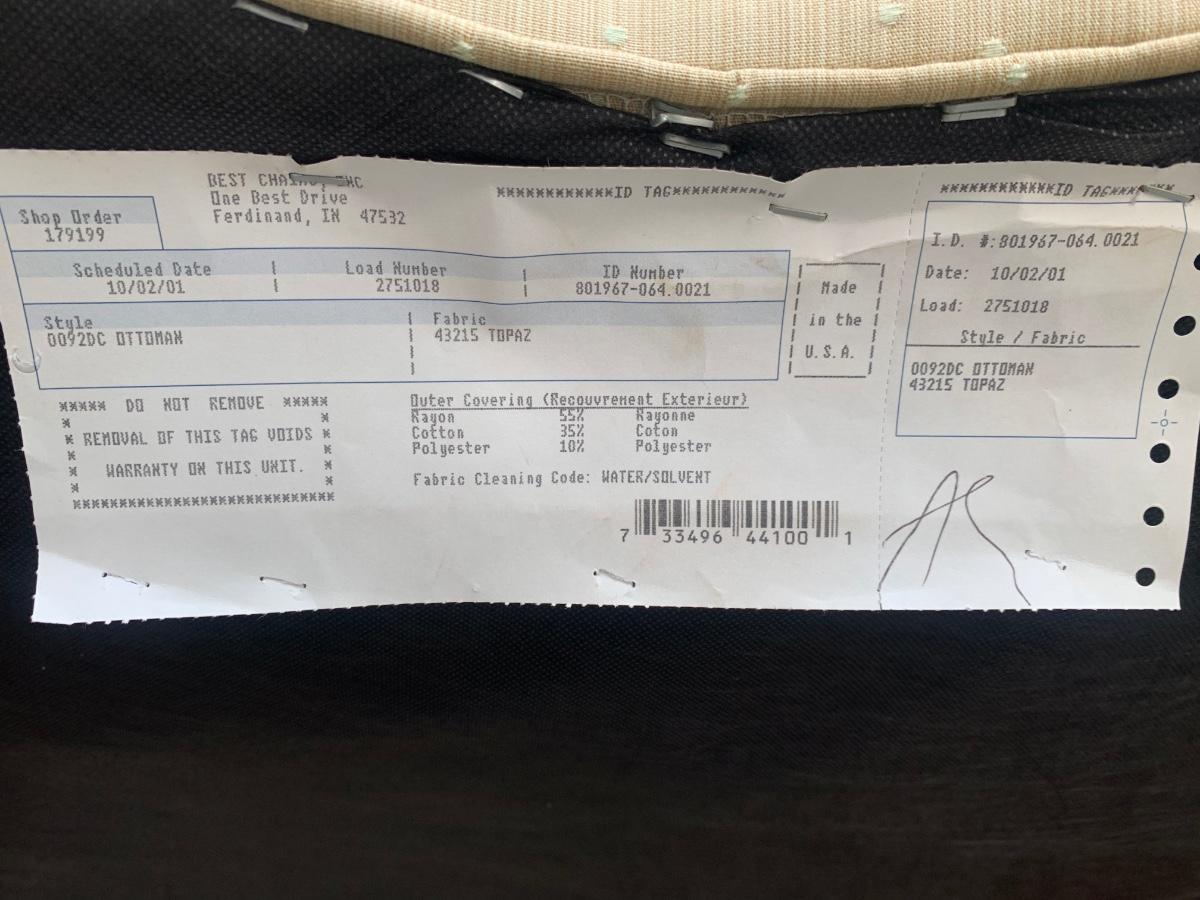 BEST CHAIRS, INC
One Best Drive
Ferdinand, IN 47532
************ID TAG************
Shop Order
179199
Scheduled Date | Load Number | ID Number
10/02/01 | 2751018 | 801967-064.0021
Style | Fabric
0092DC OTTOMAN | 43215 TOPAZ
Made
in the
U.S.A.
***** DO NOT REMOVE *****
* REMOVAL OF THIS TAG VOIDS *
* WARRANTY ON THIS UNIT. *
***************************
Outer Covering (Recouvrement Exterieur)
Rayon 55% Rayonne
Cotton 35% Coton
Polyester 10% Polyester
Fabric Cleaning Code: WATER/SOLVENT
7 33496 44100 1
************ID TAG****
I.D. #:801967-064.0021
Date: 10/02/01
Load: 2751018
Style / Fabric
0092DC OTTOMAN
43215 TOPAZ